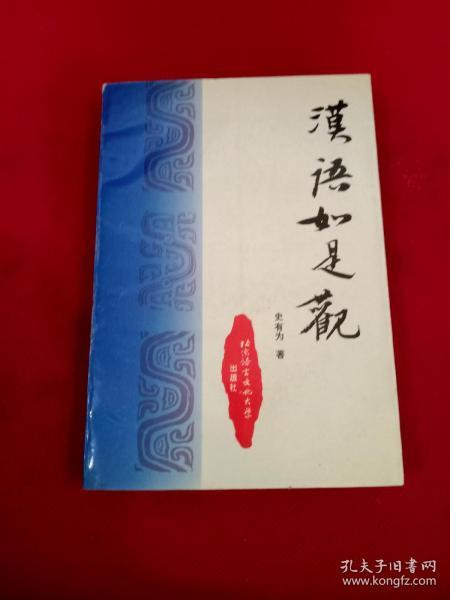 漢語如是觀
史有为 著
北京语言文化大学
出版社
孔夫子旧书网
www.kongfz.com